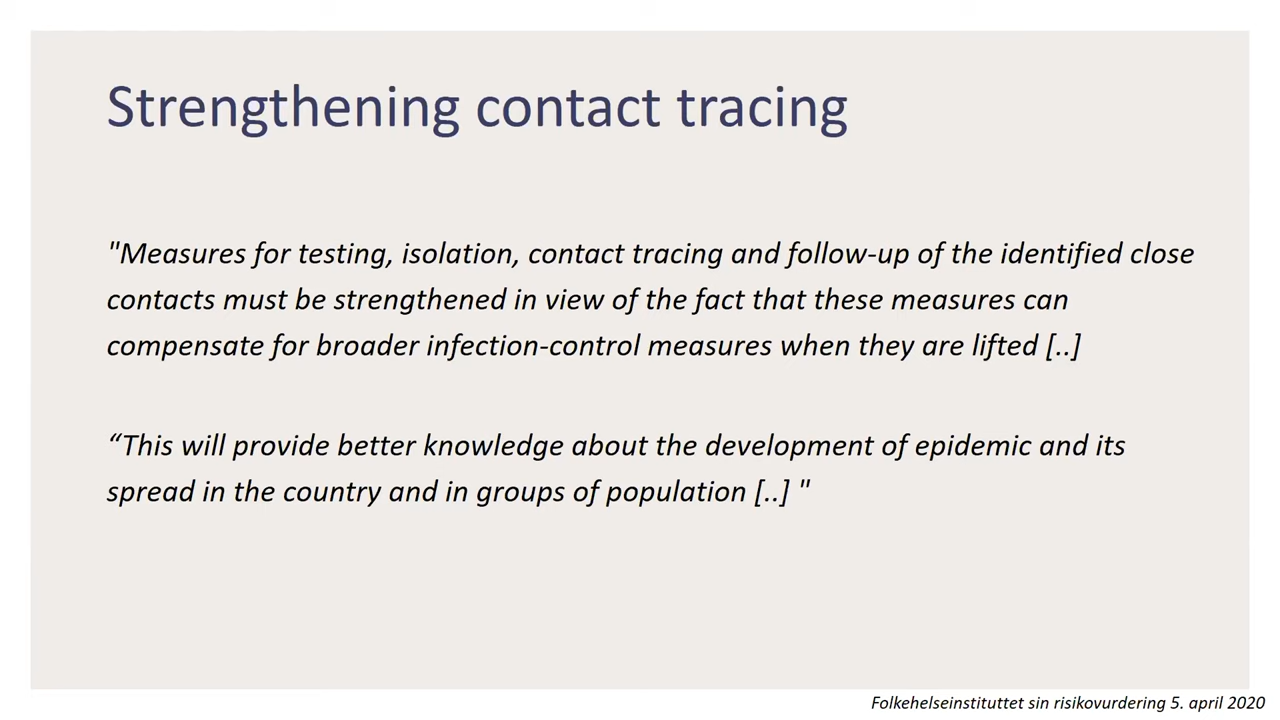 Strengthening contact tracing
"Measures for testing, isolation, contact tracing and follow-up of the identified close
contacts must be strengthened in view of the fact that these measures can
compensate for broader infection-control measures when they are lifted [..]
“This will provide better knowledge about the development of epidemic and its
spread in the country and in groups of population [..] "
Folkehelseinstituttet sin risikovurdering 5. april 2020